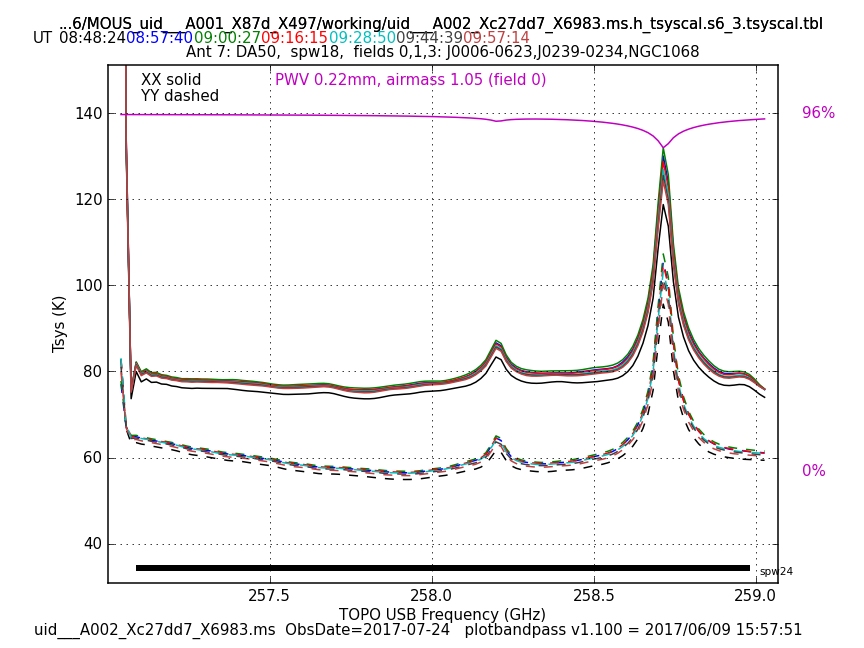 ...6/MOUS_uid___A001_X87d_X497/working/uid___A002_Xc27dd7_X6983.ms.h_tsyscal.s6_3.tsyscal.tbl
UT 08:48:24 08:57:40 09:00:27 09:16:15 09:28:50 09:44:39 09:57:14
Ant 7: DA50, spw18, fields 0,1,3: J0006-0623,J0239-0234,NGC1068
XX solid
PWV 0.22mm, airmass 1.05 (field 0)
YY dashed
140
96%
120
100
Tsys (K)
80
60
0%
40
spw24
257.5
258.0
258.5
259.0
TOPO USB Frequency (GHz)
uid___A002_Xc27dd7_X6983.ms ObsDate=2017-07-24 plotbandpass v1.100 = 2017/06/09 15:57:51